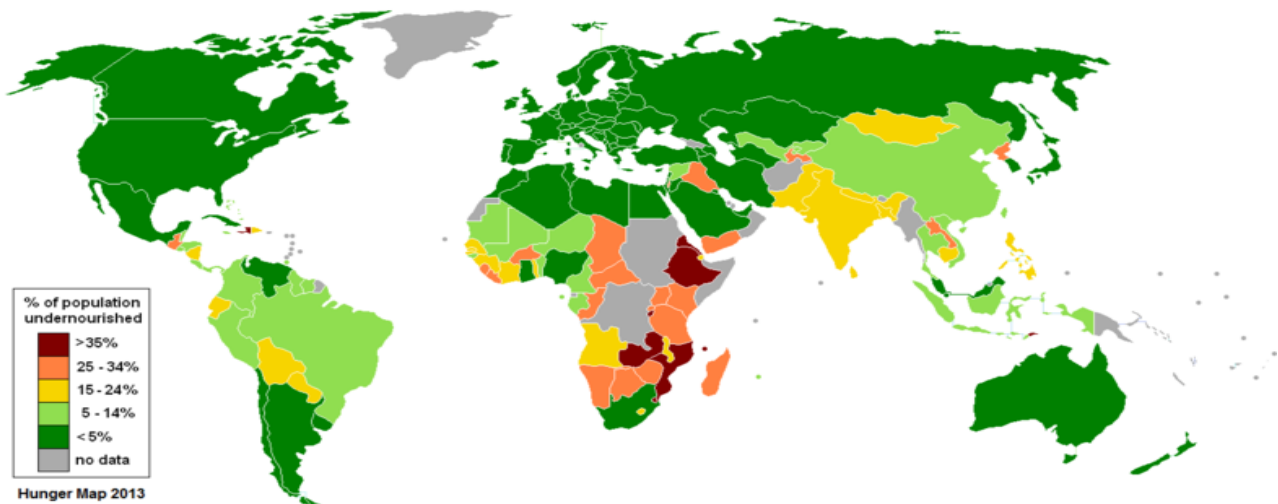 % of population
undernourished
>35%
25 - 34%
15 - 24%
5 - 14%
< 5%
no data
Hunger Map 2013